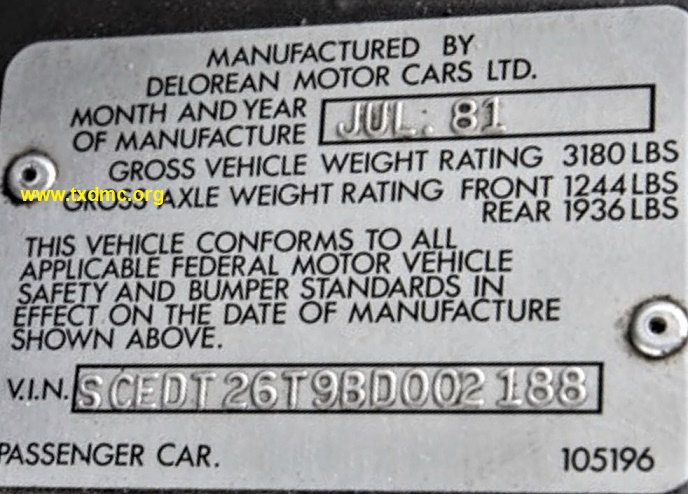 MANUFACTURED BY
DELOREAN MOTOR CARS LTD.
MONTH AND YEAR
OF MANUFACTURE JUL: 81
GROSS VEHICLE WEIGHT RATING 3180 LBS
www.txdmc.org
GROSS AXLE WEIGHT RATING FRONT 1244 LBS
REAR 1936 LBS
THIS VEHICLE CONFORMS TO ALL
APPLICABLE FEDERAL MOTOR VEHICLE
SAFETY AND BUMPER STANDARDS IN
EFFECT ON THE DATE OF MANUFACTURE
SHOWN ABOVE.
V.I.N. SCEDT26T9BD002188
PASSENGER CAR. 105196